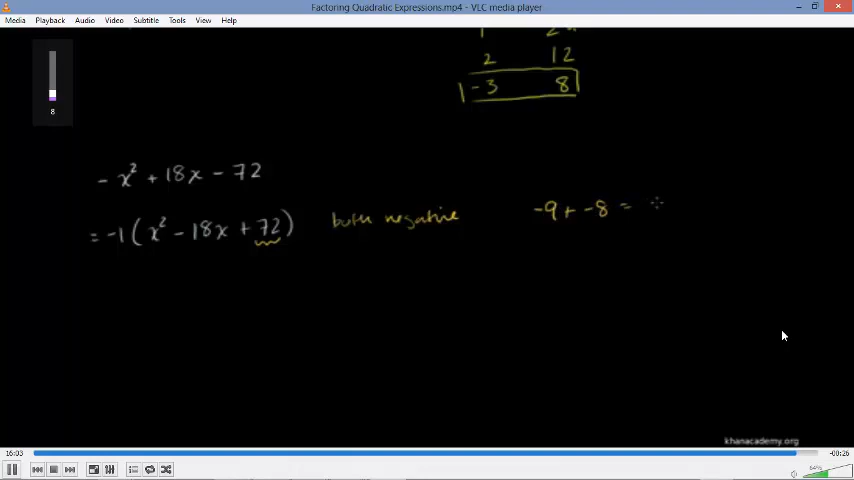 Factoring Quadratic Expressions.mp4 - VLC media player
Media Playback Audio Video Subtitle Tools View Help
2 12
-3 8
8
- x² + 18x - 72
= -1(x² - 18x + 72) both negative -9 + -8 =
khanacademy.org
16:03 -00:26
64%